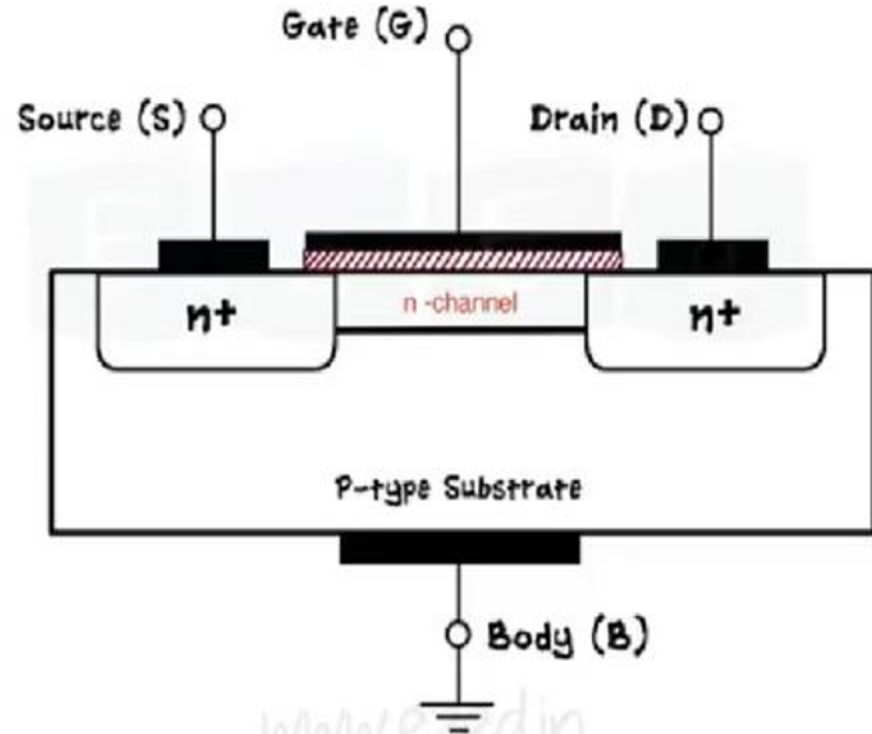 Gate (G)
Source (S)
Drain (D)
n -channel
n+
n+
P-type Substrate
Body (B)